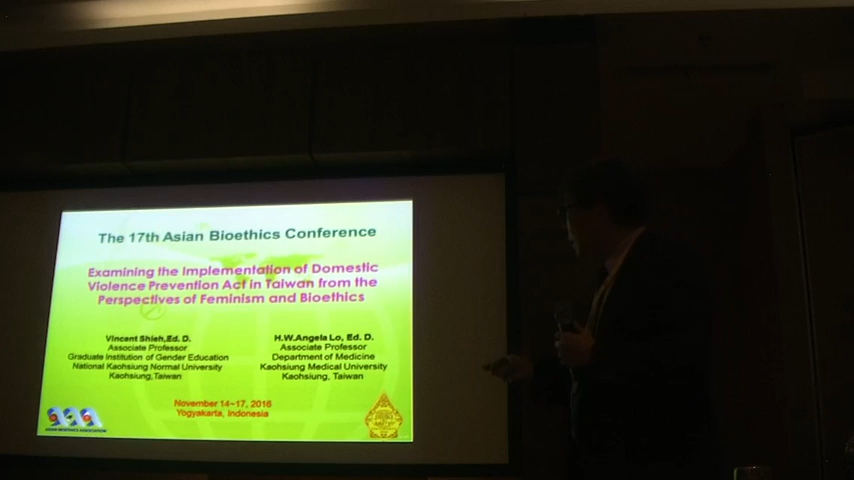 The 17th Asian Bioethics Conference
Examining the Implementation of Domestic
Violence Prevention Act in Taiwan from the
Perspectives of Feminism and Bioethics
Vincent Shieh,Ed. D.
Associate Professor
Graduate Institution of Gender Education
National Kaohsiung Normal University
Kaohsiung,Taiwan
H.W.Angela Lo, Ed. D.
Associate Professor
Department of Medicine
Kaohsiung Medical University
Kaohsiung, Taiwan
November 14~17, 2016
Yogyakarta, Indonesia
ASIAN BIOETHICS ASSOCIATION